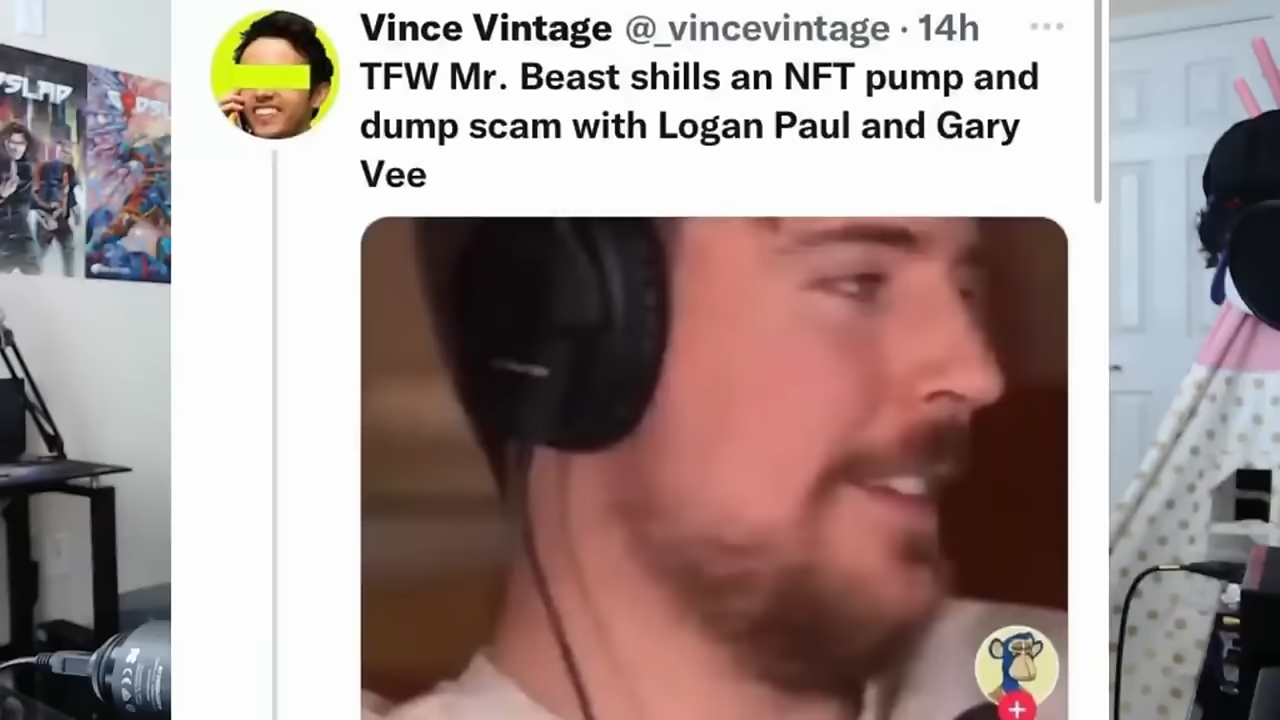 Vince Vintage @_vincevintage · 14h
TFW Mr. Beast shills an NFT pump and
dump scam with Logan Paul and Gary
Vee